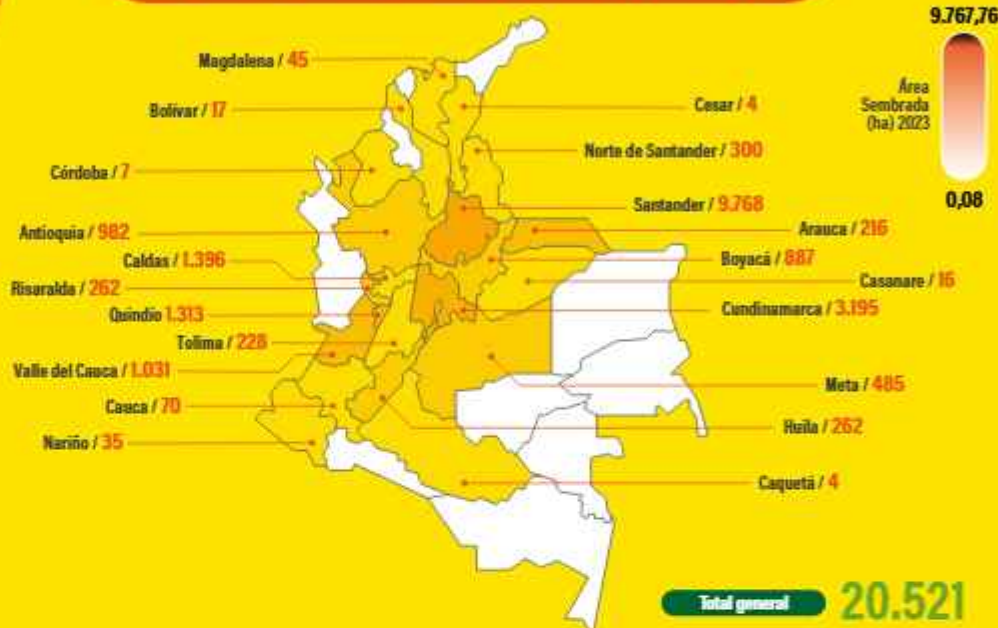 9.767,76
Área
Sembrada
(ha) 2023
0,08
Magdalena / 45
Bolívar / 17
Cesar / 4
Norte de Santander / 300
Córdoba / 7
Santander / 9.768
Antioquia / 982
Arauca / 216
Caldas / 1.396
Boyacá / 887
Risaralda / 262
Casanare / 16
Quindío 1.313
Cundinamarca / 3.195
Tolima / 228
Valle del Cauca / 1.031
Meta / 485
Cauca / 70
Huila / 262
Nariño / 35
Caquetá / 4
Total general 20.521